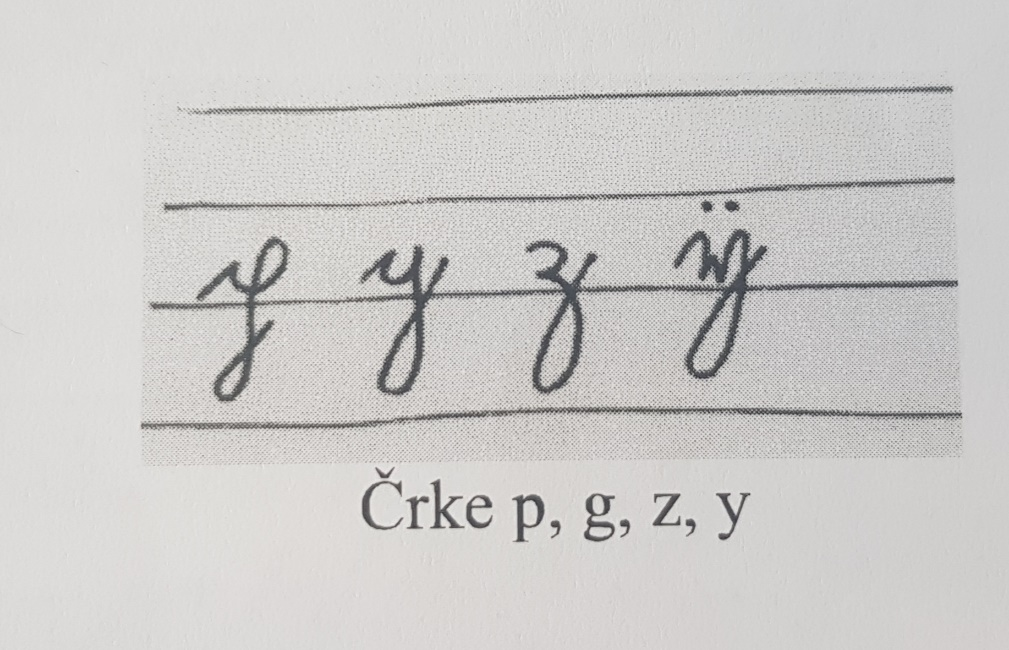 p g z ÿ
Črke p, g, z, y